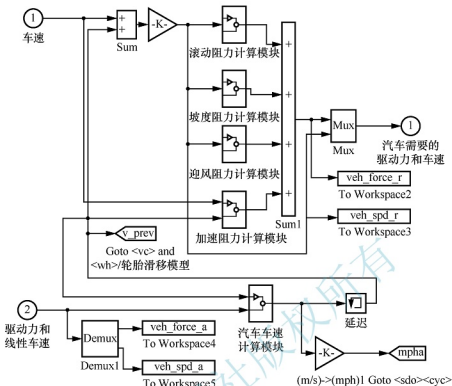 1
车速
+
+
Sum
-K-
滚动阻力计算模块
坡度阻力计算模块
迎风阻力计算模块
加速阻力计算模块
+
+
+
+
Sum1
Mux
Mux
1
汽车需要的
驱动力和车速
veh_force_r
To Workspace2
veh_spd_r
To Workspace3
v_prev
Goto <vc> and
<wh>/轮胎滑移模型
2
驱动力和
线性车速
Demux
Demux1
veh_force_a
To Workspace4
veh_spd_a
To Workspace5
汽车车速
计算模块
延迟
-K-
mpha
(m/s)->(mph)1 Goto <sdo><cyc>
社版权所有